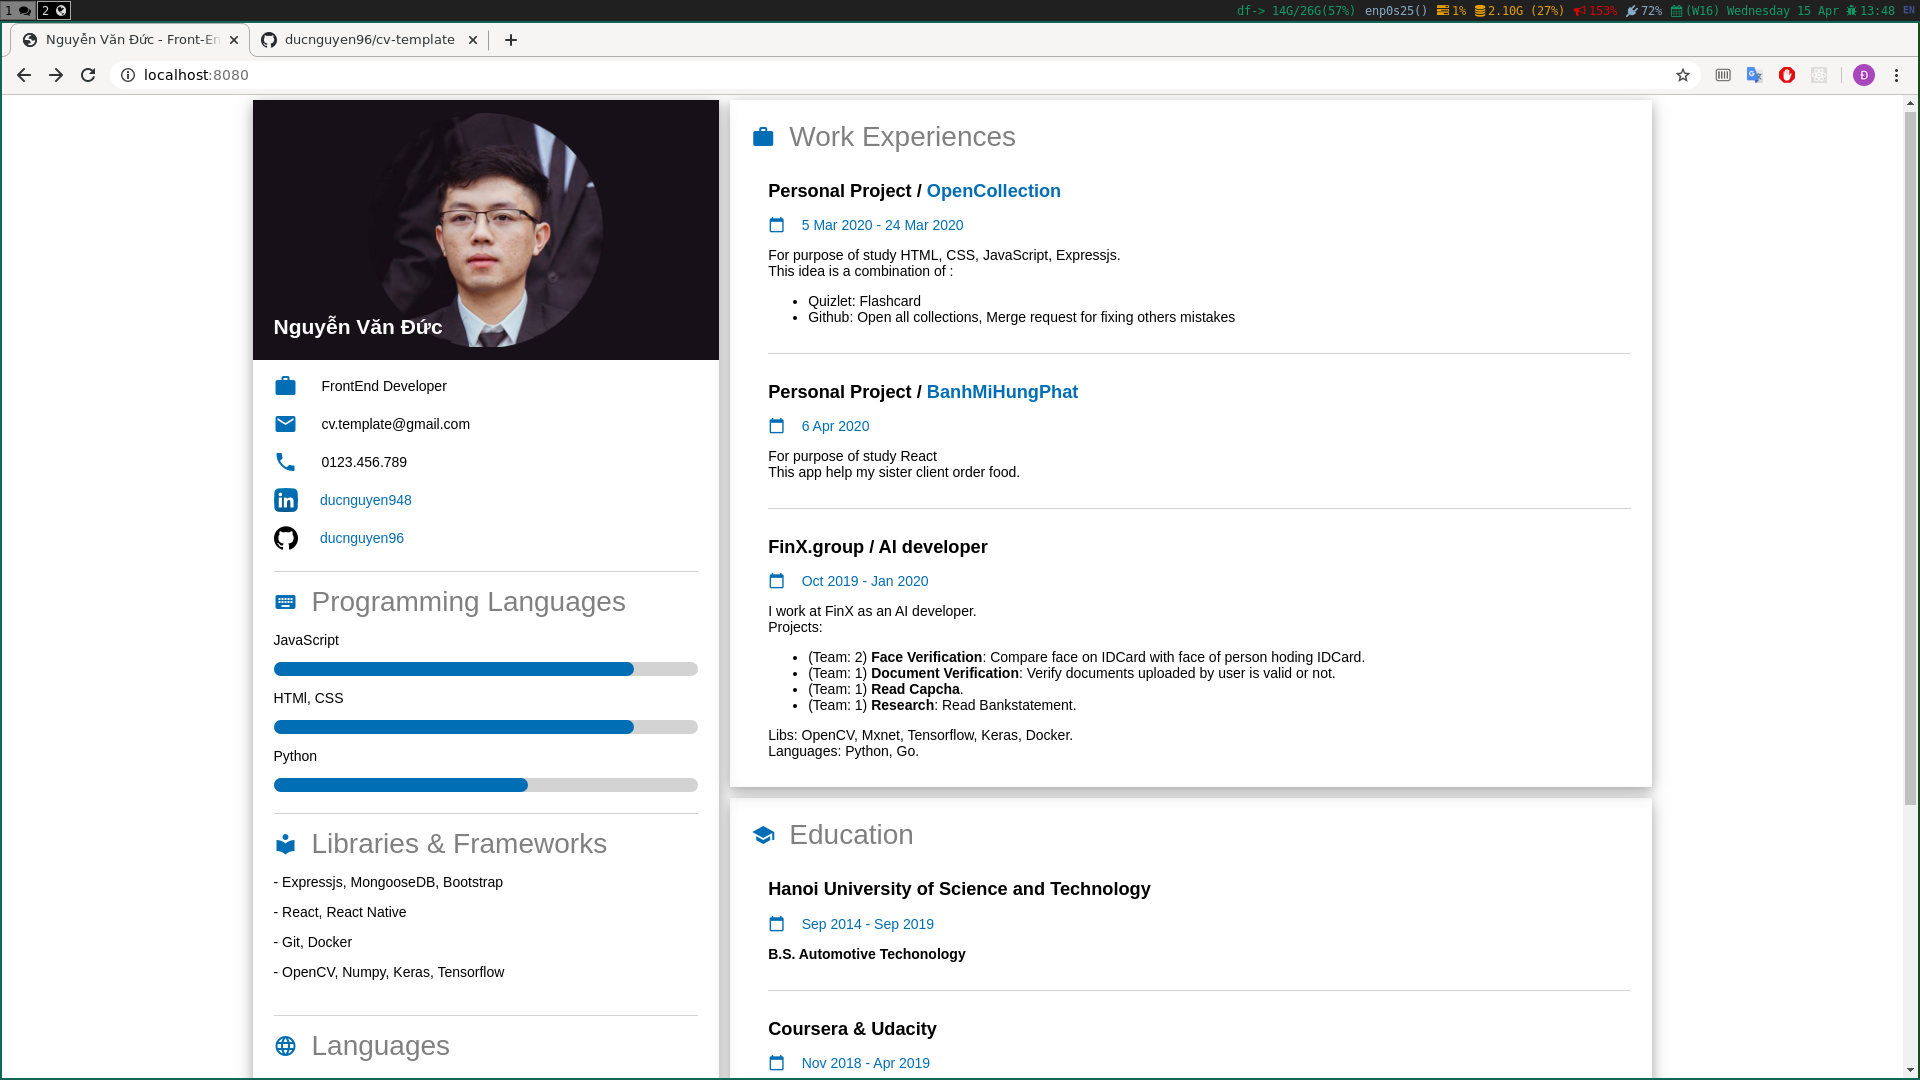 1
2
df-> 14G/26G(57%) enp0s25() 1% 2.10G (27%) 153% 72% (W16) Wednesday 15 Apr 13:48 EN
Nguyễn Văn Đức - Front-En
ducnguyen96/cv-template
localhost:8080
Đ
Nguyễn Văn Đức
FrontEnd Developer
cv.template@gmail.com
0123.456.789
ducnguyen948
ducnguyen96
Programming Languages
JavaScript
HTMl, CSS
Python
Libraries & Frameworks
- Expressjs, MongooseDB, Bootstrap
- React, React Native
- Git, Docker
- OpenCV, Numpy, Keras, Tensorflow
Languages
Work Experiences
Personal Project / OpenCollection
5 Mar 2020 - 24 Mar 2020
For purpose of study HTML, CSS, JavaScript, Expressjs.
This idea is a combination of :
• Quizlet: Flashcard
• Github: Open all collections, Merge request for fixing others mistakes
Personal Project / BanhMiHungPhat
6 Apr 2020
For purpose of study React
This app help my sister client order food.
FinX.group / AI developer
Oct 2019 - Jan 2020
I work at FinX as an AI developer.
Projects:
• (Team: 2) Face Verification: Compare face on IDCard with face of person hoding IDCard.
• (Team: 1) Document Verification: Verify documents uploaded by user is valid or not.
• (Team: 1) Read Capcha.
• (Team: 1) Research: Read Bankstatement.
Libs: OpenCV, Mxnet, Tensorflow, Keras, Docker.
Languages: Python, Go.
Education
Hanoi University of Science and Technology
Sep 2014 - Sep 2019
B.S. Automotive Techonology
Coursera & Udacity
Nov 2018 - Apr 2019